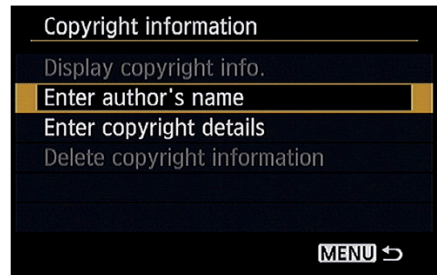 Copyright information
Display copyright info.
Enter author's name
Enter copyright details
Delete copyright information
MENU